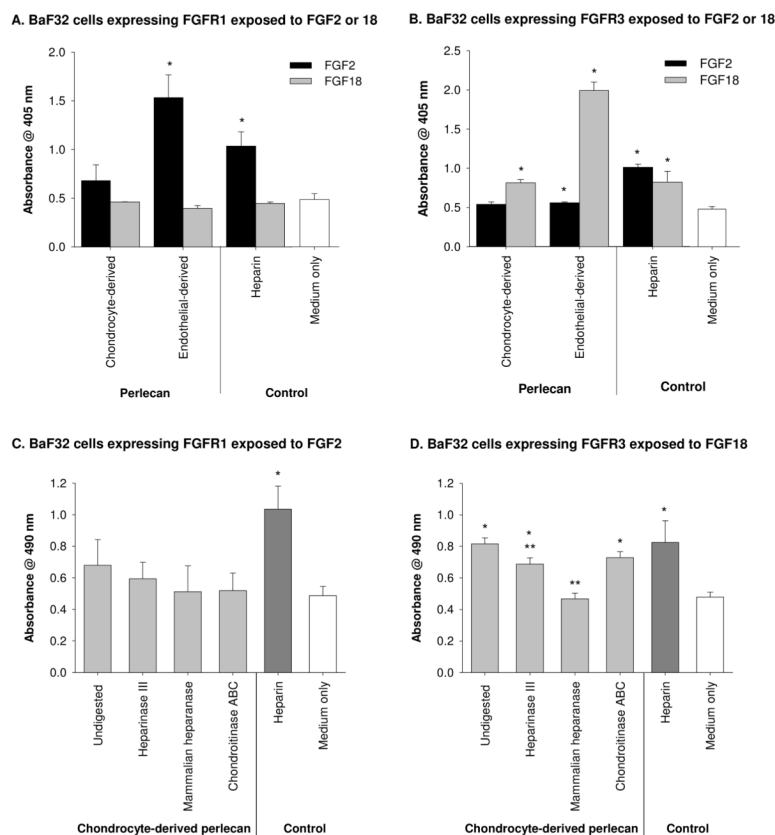 A. BaF32 cells expressing FGFR1 exposed to FGF2 or 18
Absorbance @ 405 nm
2.0
1.5
1.0
0.5
0.0
*
*
FGF2
FGF18
Chondrocyte-derived
Endothelial-derived
Heparin
Medium only
Perlecan
Control
B. BaF32 cells expressing FGFR3 exposed to FGF2 or 18
Absorbance @ 405 nm
2.5
2.0
1.5
1.0
0.5
0.0
*
*
*
*
*
FGF2
FGF18
Chondrocyte-derived
Endothelial-derived
Heparin
Medium only
Perlecan
Control
C. BaF32 cells expressing FGFR1 exposed to FGF2
Absorbance @ 490 nm
1.2
1.0
0.8
0.6
0.4
0.2
0.0
*
Undigested
Heparinase III
Mammalian heparanase
Chondroitinase ABC
Heparin
Medium only
Chondrocyte-derived perlecan
Control
D. BaF32 cells expressing FGFR3 exposed to FGF18
Absorbance @ 490 nm
1.2
1.0
0.8
0.6
0.4
0.2
0.0
*
*
**
**
*
*
Undigested
Heparinase III
Mammalian heparanase
Chondroitinase ABC
Heparin
Medium only
Chondrocyte-derived perlecan
Control